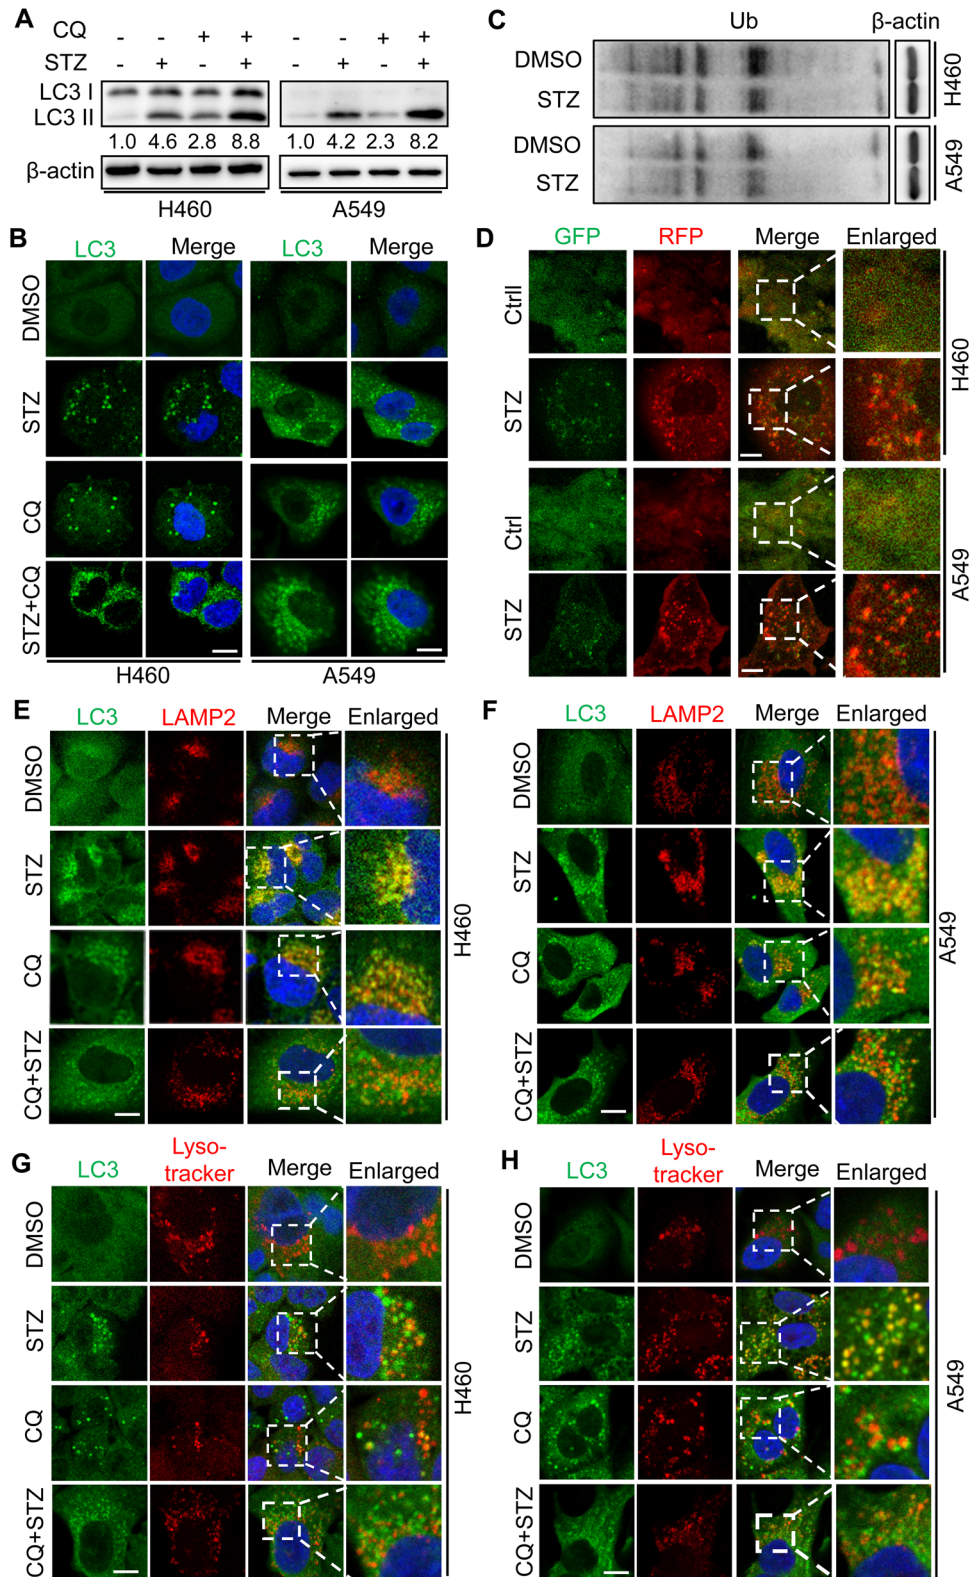 A
CQ - - + + - - + +
STZ - + - + - + - +
LC3 I
LC3 II
1.0 4.6 2.8 8.8 1.0 4.2 2.3 8.2
β-actin
H460 A549
B
LC3 Merge LC3 Merge
DMSO
STZ
CQ
STZ+CQ
H460 A549
C
Ub β-actin
DMSO
STZ
H460
DMSO
STZ
A549
D
GFP RFP Merge Enlarged
Ctrll
STZ
H460
Ctrl
STZ
A549
E
LC3 LAMP2 Merge Enlarged
DMSO
STZ
CQ
CQ+STZ
H460
F
LC3 LAMP2 Merge Enlarged
DMSO
STZ
CQ
CQ+STZ
A549
G
LC3 Lyso-
tracker Merge Enlarged
DMSO
STZ
CQ
CQ+STZ
H460
H
LC3 Lyso-
tracker Merge Enlarged
DMSO
STZ
CQ
CQ+STZ
A549